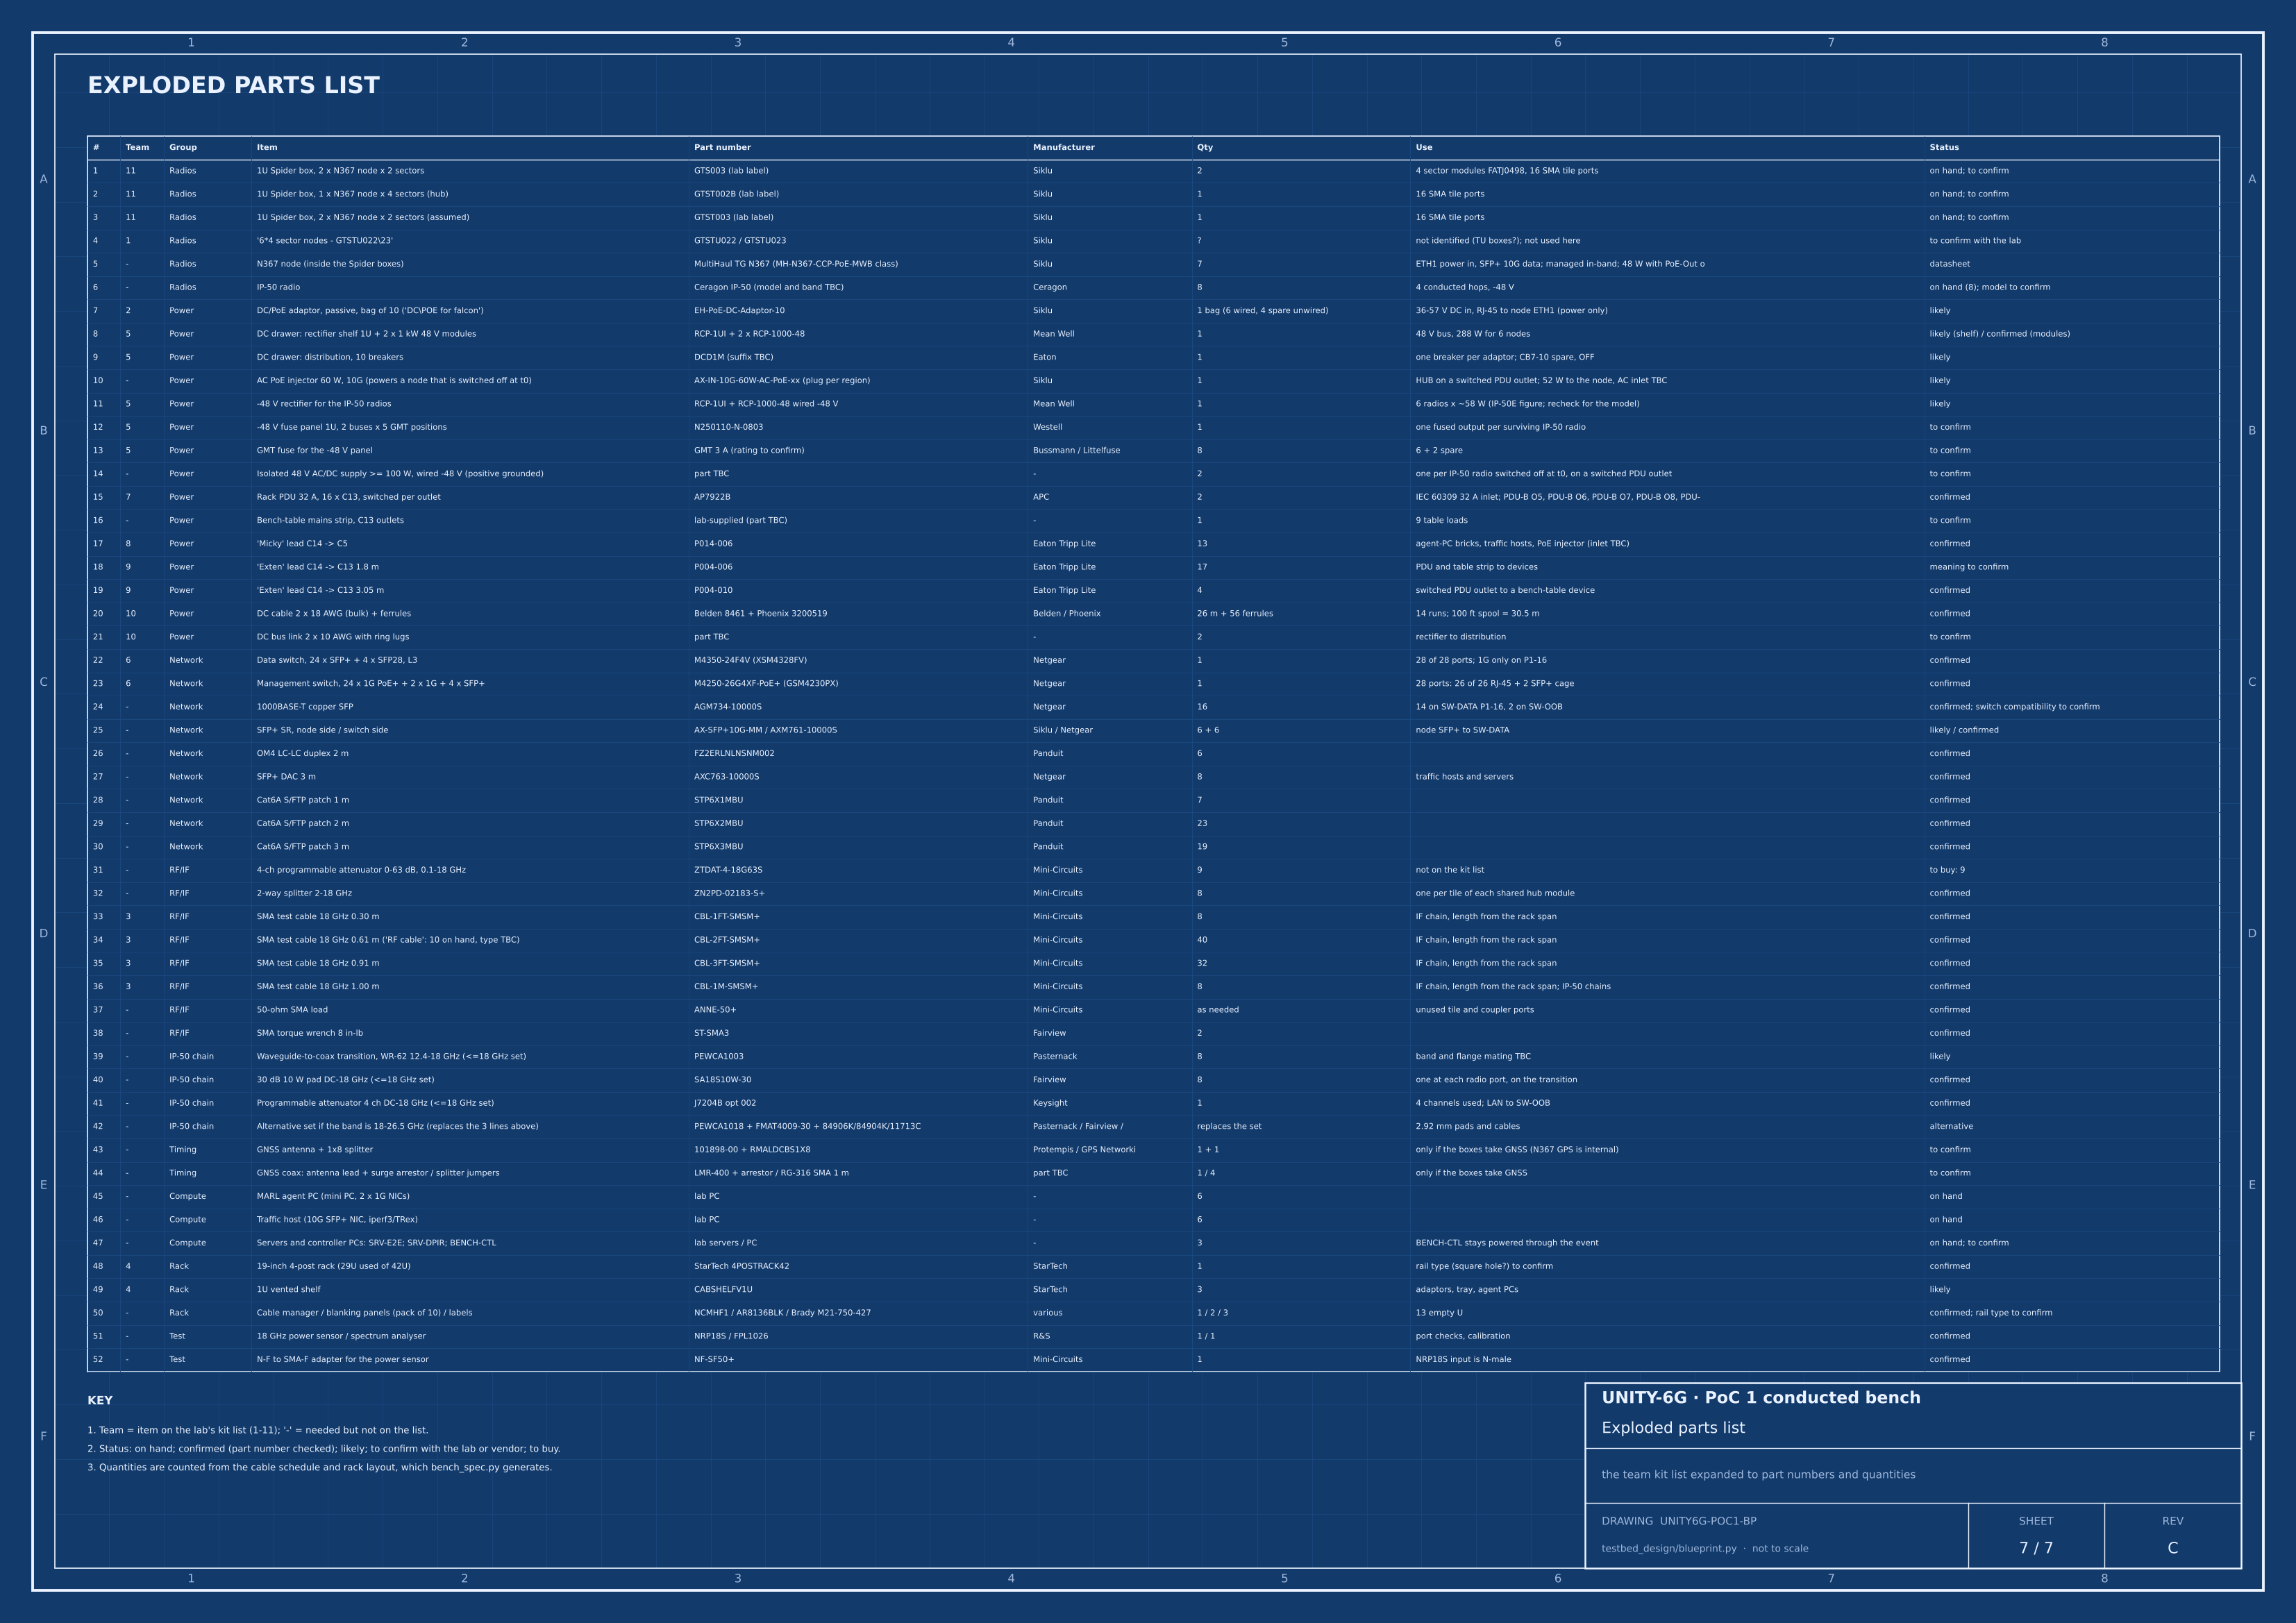 1 2 3 4 5 6 7 8
EXPLODED PARTS LIST
# Team Group Item Part number Manufacturer Qty Use Status
1 11 Radios 1U Spider box, 2 x N367 node x 2 sectors GTS003 (lab label) Siklu 2 4 sector modules FATJ0498, 16 SMA tile ports on hand; to confirm
2 11 Radios 1U Spider box, 1 x N367 node x 4 sectors (hub) GTST002B (lab label) Siklu 1 16 SMA tile ports on hand; to confirm
3 11 Radios 1U Spider box, 2 x N367 node x 2 sectors (assumed) GTST003 (lab label) Siklu 1 16 SMA tile ports on hand; to confirm
4 1 Radios '6*4 sector nodes - GTSTU022\23' GTSTU022 / GTSTU023 Siklu ? not identified (TU boxes?); not used here to confirm with the lab
5 - Radios N367 node (inside the Spider boxes) MultiHaul TG N367 (MH-N367-CCP-PoE-MWB class) Siklu 7 ETH1 power in, SFP+ 10G data; managed in-band; 48 W with PoE-Out o datasheet
6 - Radios IP-50 radio Ceragon IP-50 (model and band TBC) Ceragon 8 4 conducted hops, -48 V on hand (8); model to confirm
7 2 Power DC/PoE adaptor, passive, bag of 10 ('DC\POE for falcon') EH-PoE-DC-Adaptor-10 Siklu 1 bag (6 wired, 4 spare unwired) 36-57 V DC in, RJ-45 to node ETH1 (power only) likely
8 5 Power DC drawer: rectifier shelf 1U + 2 x 1 kW 48 V modules RCP-1UI + 2 x RCP-1000-48 Mean Well 1 48 V bus, 288 W for 6 nodes likely (shelf) / confirmed (modules)
9 5 Power DC drawer: distribution, 10 breakers DCD1M (suffix TBC) Eaton 1 one breaker per adaptor; CB7-10 spare, OFF likely
10 - Power AC PoE injector 60 W, 10G (powers a node that is switched off at t0) AX-IN-10G-60W-AC-PoE-xx (plug per region) Siklu 1 HUB on a switched PDU outlet; 52 W to the node, AC inlet TBC likely
11 5 Power -48 V rectifier for the IP-50 radios RCP-1UI + RCP-1000-48 wired -48 V Mean Well 1 6 radios x ~58 W (IP-50E figure; recheck for the model) likely
12 5 Power -48 V fuse panel 1U, 2 buses x 5 GMT positions N250110-N-0803 Westell 1 one fused output per surviving IP-50 radio to confirm
13 5 Power GMT fuse for the -48 V panel GMT 3 A (rating to confirm) Bussmann / Littelfuse 8 6 + 2 spare to confirm
14 - Power Isolated 48 V AC/DC supply >= 100 W, wired -48 V (positive grounded) part TBC - 2 one per IP-50 radio switched off at t0, on a switched PDU outlet to confirm
15 7 Power Rack PDU 32 A, 16 x C13, switched per outlet AP7922B APC 2 IEC 60309 32 A inlet; PDU-B O5, PDU-B O6, PDU-B O7, PDU-B O8, PDU- confirmed
16 - Power Bench-table mains strip, C13 outlets lab-supplied (part TBC) - 1 9 table loads to confirm
17 8 Power 'Micky' lead C14 -> C5 P014-006 Eaton Tripp Lite 13 agent-PC bricks, traffic hosts, PoE injector (inlet TBC) confirmed
18 9 Power 'Exten' lead C14 -> C13 1.8 m P004-006 Eaton Tripp Lite 17 PDU and table strip to devices meaning to confirm
19 9 Power 'Exten' lead C14 -> C13 3.05 m P004-010 Eaton Tripp Lite 4 switched PDU outlet to a bench-table device confirmed
20 10 Power DC cable 2 x 18 AWG (bulk) + ferrules Belden 8461 + Phoenix 3200519 Belden / Phoenix 26 m + 56 ferrules 14 runs; 100 ft spool = 30.5 m confirmed
21 10 Power DC bus link 2 x 10 AWG with ring lugs part TBC - 2 rectifier to distribution to confirm
22 6 Network Data switch, 24 x SFP+ + 4 x SFP28, L3 M4350-24F4V (XSM4328FV) Netgear 1 28 of 28 ports; 1G only on P1-16 confirmed
23 6 Network Management switch, 24 x 1G PoE+ + 2 x 1G + 4 x SFP+ M4250-26G4XF-PoE+ (GSM4230PX) Netgear 1 28 ports: 26 of 26 RJ-45 + 2 SFP+ cage confirmed
24 - Network 1000BASE-T copper SFP AGM734-10000S Netgear 16 14 on SW-DATA P1-16, 2 on SW-OOB confirmed; switch compatibility to confirm
25 - Network SFP+ SR, node side / switch side AX-SFP+10G-MM / AXM761-10000S Siklu / Netgear 6 + 6 node SFP+ to SW-DATA likely / confirmed
26 - Network OM4 LC-LC duplex 2 m FZ2ERLNLNSNM002 Panduit 6 confirmed
27 - Network SFP+ DAC 3 m AXC763-10000S Netgear 8 traffic hosts and servers confirmed
28 - Network Cat6A S/FTP patch 1 m STP6X1MBU Panduit 7 confirmed
29 - Network Cat6A S/FTP patch 2 m STP6X2MBU Panduit 23 confirmed
30 - Network Cat6A S/FTP patch 3 m STP6X3MBU Panduit 19 confirmed
31 - RF/IF 4-ch programmable attenuator 0-63 dB, 0.1-18 GHz ZTDAT-4-18G63S Mini-Circuits 9 not on the kit list to buy: 9
32 - RF/IF 2-way splitter 2-18 GHz ZN2PD-02183-S+ Mini-Circuits 8 one per tile of each shared hub module confirmed
33 3 RF/IF SMA test cable 18 GHz 0.30 m CBL-1FT-SMSM+ Mini-Circuits 8 IF chain, length from the rack span confirmed
34 3 RF/IF SMA test cable 18 GHz 0.61 m ('RF cable': 10 on hand, type TBC) CBL-2FT-SMSM+ Mini-Circuits 40 IF chain, length from the rack span confirmed
35 3 RF/IF SMA test cable 18 GHz 0.91 m CBL-3FT-SMSM+ Mini-Circuits 32 IF chain, length from the rack span confirmed
36 3 RF/IF SMA test cable 18 GHz 1.00 m CBL-1M-SMSM+ Mini-Circuits 8 IF chain, length from the rack span; IP-50 chains confirmed
37 - RF/IF 50-ohm SMA load ANNE-50+ Mini-Circuits as needed unused tile and coupler ports confirmed
38 - RF/IF SMA torque wrench 8 in-lb ST-SMA3 Fairview 2 confirmed
39 - IP-50 chain Waveguide-to-coax transition, WR-62 12.4-18 GHz (<=18 GHz set) PEWCA1003 Pasternack 8 band and flange mating TBC likely
40 - IP-50 chain 30 dB 10 W pad DC-18 GHz (<=18 GHz set) SA18S10W-30 Fairview 8 one at each radio port, on the transition confirmed
41 - IP-50 chain Programmable attenuator 4 ch DC-18 GHz (<=18 GHz set) J7204B opt 002 Keysight 1 4 channels used; LAN to SW-OOB confirmed
42 - IP-50 chain Alternative set if the band is 18-26.5 GHz (replaces the 3 lines above) PEWCA1018 + FMAT4009-30 + 84906K/84904K/11713C Pasternack / Fairview / replaces the set 2.92 mm pads and cables alternative
43 - Timing GNSS antenna + 1x8 splitter 101898-00 + RMALDCBS1X8 Protempis / GPS Networki 1 + 1 only if the boxes take GNSS (N367 GPS is internal) to confirm
44 - Timing GNSS coax: antenna lead + surge arrestor / splitter jumpers LMR-400 + arrestor / RG-316 SMA 1 m part TBC 1 / 4 only if the boxes take GNSS to confirm
45 - Compute MARL agent PC (mini PC, 2 x 1G NICs) lab PC - 6 on hand
46 - Compute Traffic host (10G SFP+ NIC, iperf3/TRex) lab PC - 6 on hand
47 - Compute Servers and controller PCs: SRV-E2E; SRV-DPIR; BENCH-CTL lab servers / PC - 3 BENCH-CTL stays powered through the event on hand; to confirm
48 4 Rack 19-inch 4-post rack (29U used of 42U) StarTech 4POSTRACK42 StarTech 1 rail type (square hole?) to confirm confirmed
49 4 Rack 1U vented shelf CABSHELFV1U StarTech 3 adaptors, tray, agent PCs likely
50 - Rack Cable manager / blanking panels (pack of 10) / labels NCMHF1 / AR8136BLK / Brady M21-750-427 various 1 / 2 / 3 13 empty U confirmed; rail type to confirm
51 - Test 18 GHz power sensor / spectrum analyser NRP18S / FPL1026 R&S 1 / 1 port checks, calibration confirmed
52 - Test N-F to SMA-F adapter for the power sensor NF-SF50+ Mini-Circuits 1 NRP18S input is N-male confirmed
A A
B B
C C
D D
E E
F F
KEY
1. Team = item on the lab's kit list (1-11); '-' = needed but not on the list.
2. Status: on hand; confirmed (part number checked); likely; to confirm with the lab or vendor; to buy.
3. Quantities are counted from the cable schedule and rack layout, which bench_spec.py generates.
UNITY-6G · PoC 1 conducted bench
Exploded parts list
the team kit list expanded to part numbers and quantities
DRAWING UNITY6G-POC1-BP SHEET REV
testbed_design/blueprint.py · not to scale 7 / 7 C
1 2 3 4 5 6 7 8